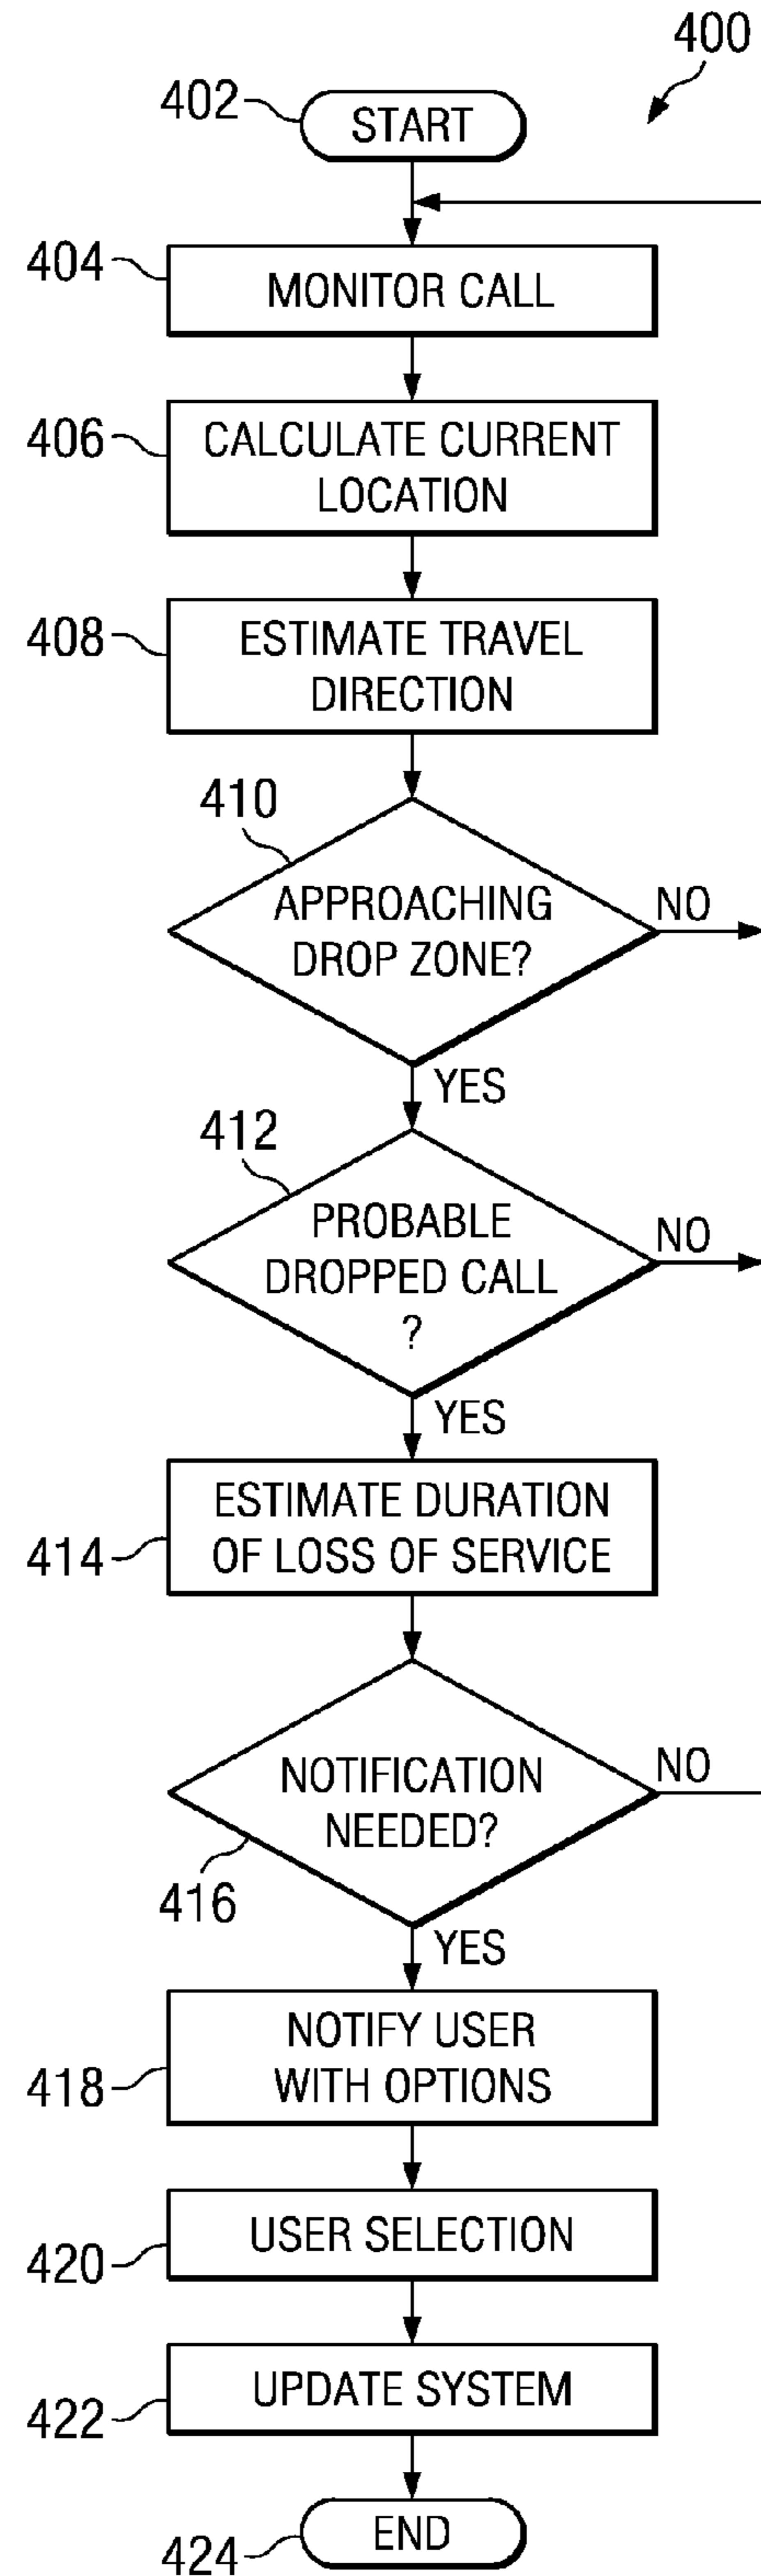 400
402
START
404
MONITOR CALL
406
CALCULATE CURRENT
LOCATION
408
ESTIMATE TRAVEL
DIRECTION
410
APPROACHING
DROP ZONE?
NO
YES
412
PROBABLE
DROPPED CALL
?
NO
YES
414
ESTIMATE DURATION
OF LOSS OF SERVICE
NOTIFICATION
NEEDED?
NO
416
YES
418
NOTIFY USER
WITH OPTIONS
420
USER SELECTION
422
UPDATE SYSTEM
424
END